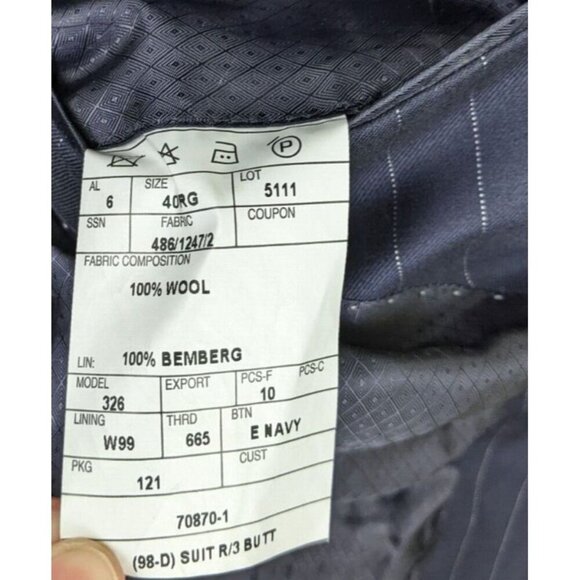 P
AL SIZE LOT
6 40RG 5111
SSN FABRIC COUPON
486/1247/2
FABRIC COMPOSITION
100% WOOL
LIN: 100% BEMBERG
MODEL EXPORT PCS-F PCS-C
326 10
LINING THRD BTN
W99 665 E NAVY
PKG CUST
121
70870-1
(98-D) SUIT R/3 BUTT